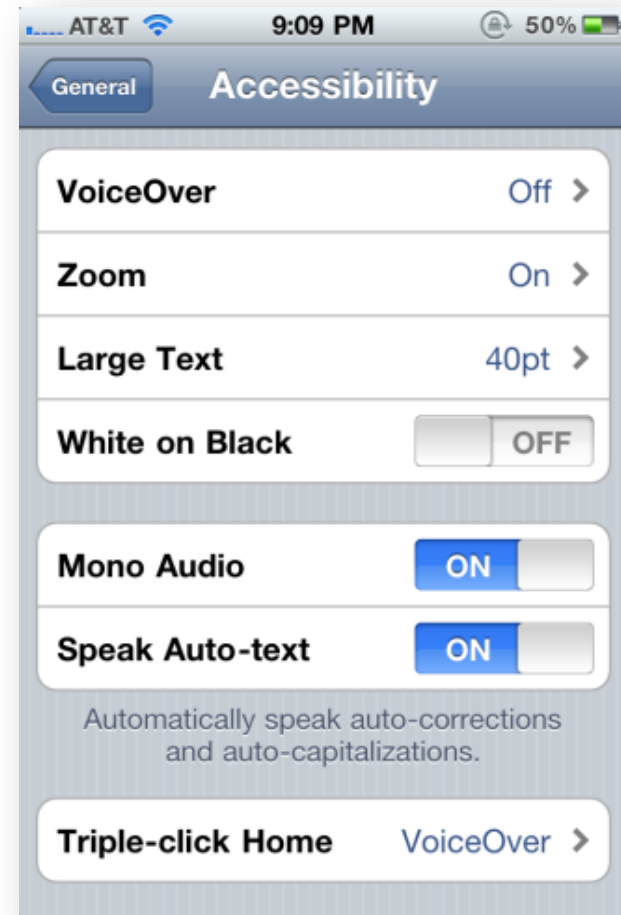 AT&T 9:09 PM 50%
General Accessibility
VoiceOver Off
Zoom On
Large Text 40pt
White on Black OFF
Mono Audio ON
Speak Auto-text ON
Automatically speak auto-corrections
and auto-capitalizations.
Triple-click Home VoiceOver